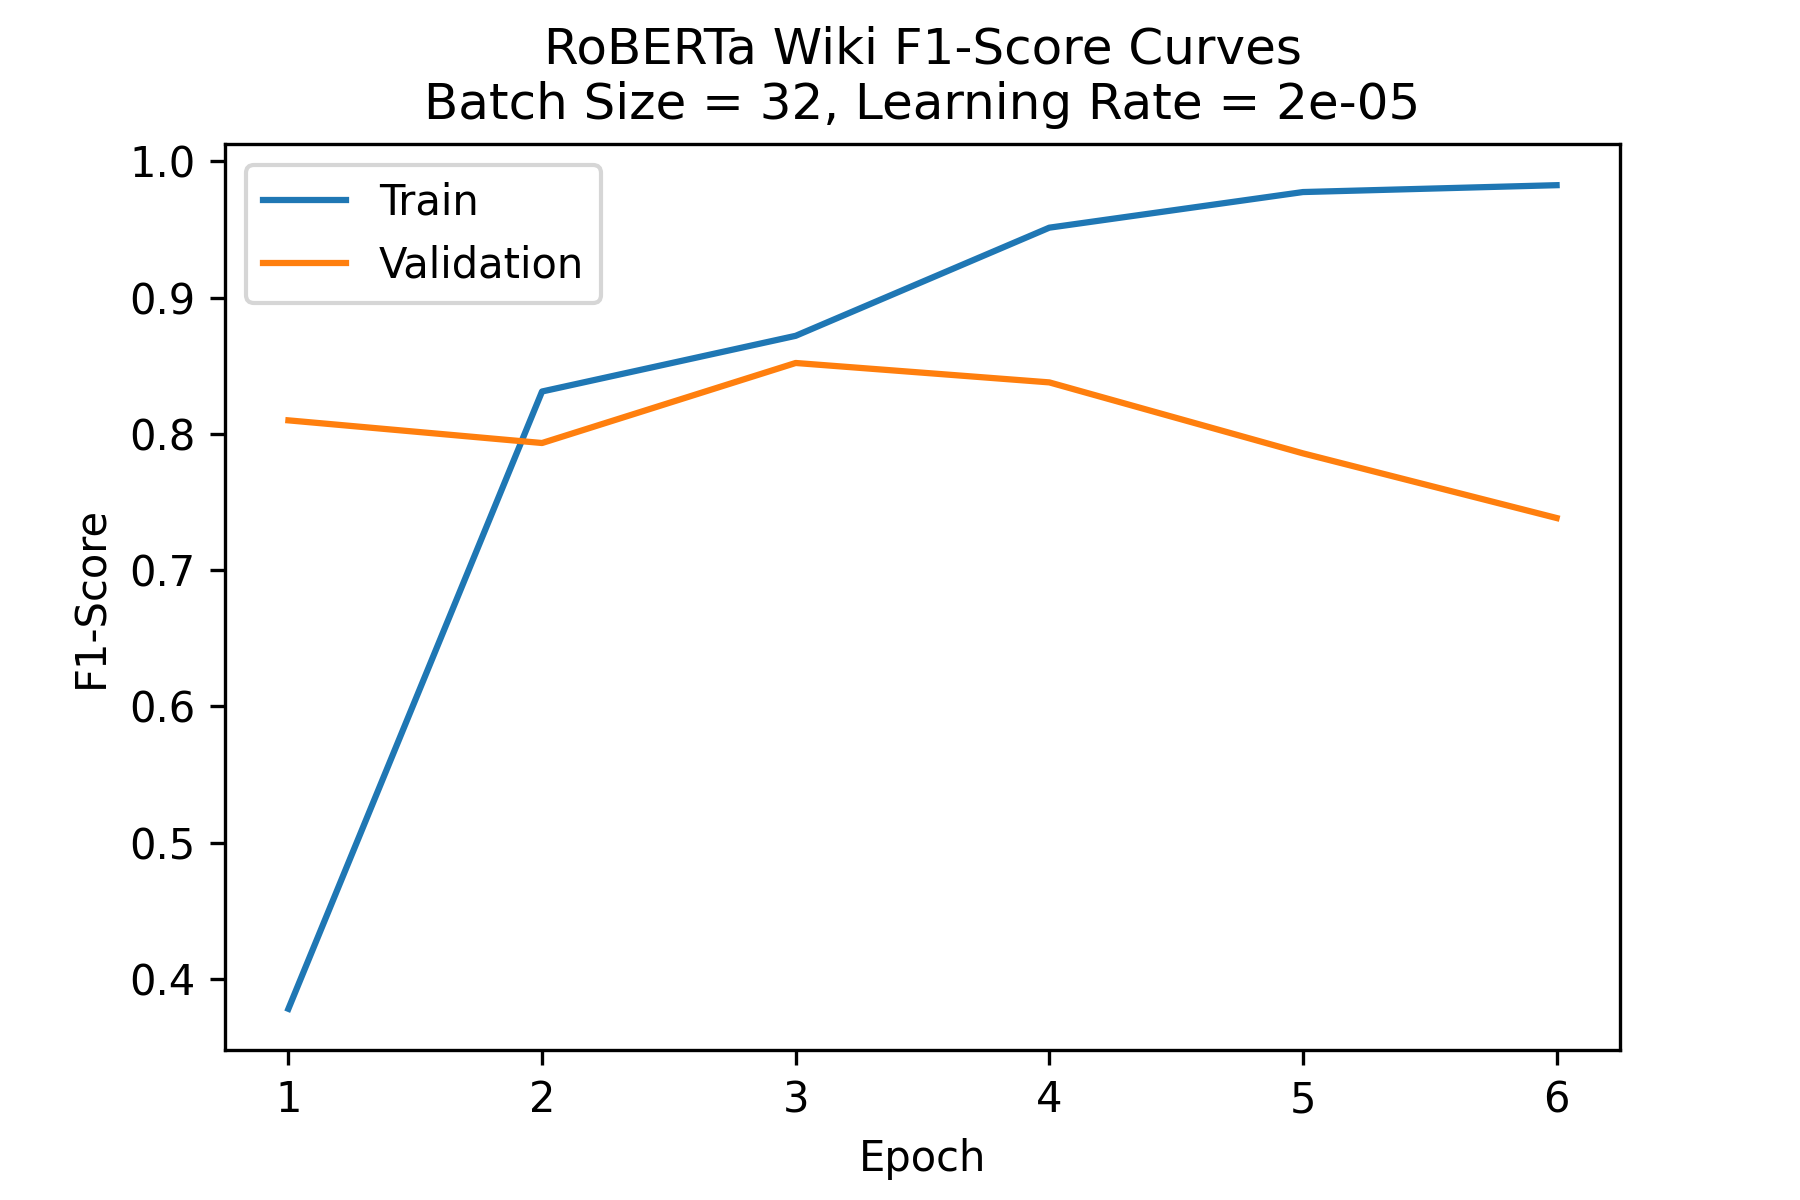 RoBERTa Wiki F1-Score Curves
Batch Size = 32, Learning Rate = 2e-05
Train
Validation
1.0
0.9
0.8
0.7
0.6
0.5
0.4
F1-Score
1 2 3 4 5 6
Epoch